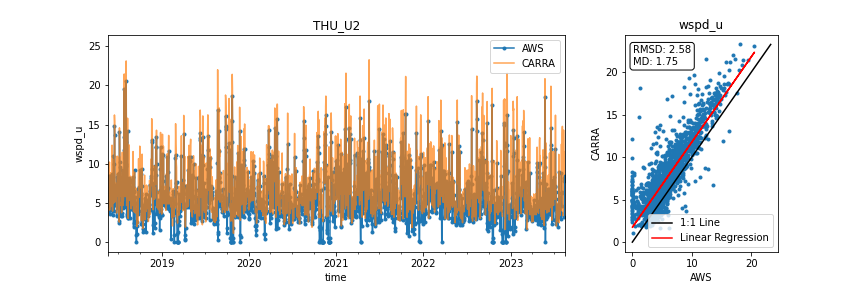 THU_U2
wspd_u
25
20
15
10
5
0
2019
2020
2021
2022
2023
time
AWS
CARRA
wspd_u
CARRA
20
15
10
5
0
0
10
20
AWS
RMSD: 2.58
MD: 1.75
1:1 Line
Linear Regression